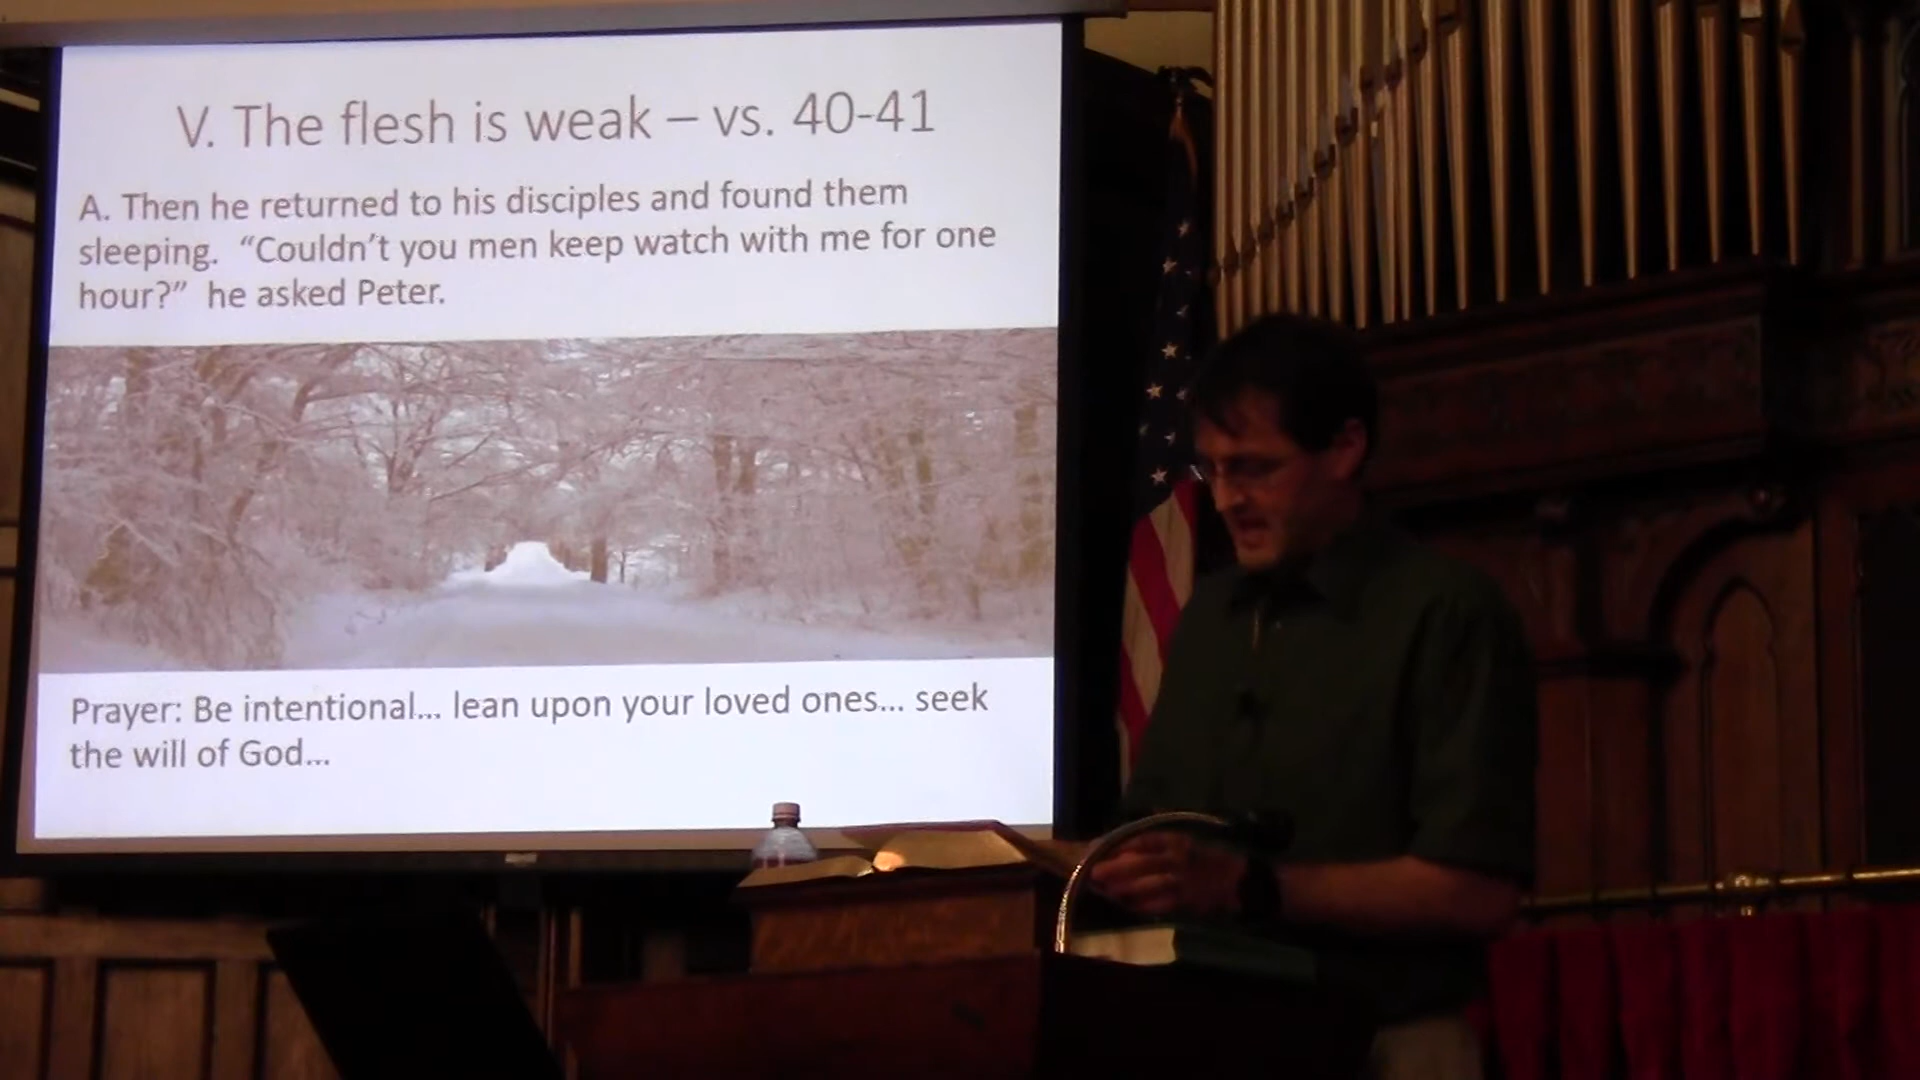 V. The flesh is weak – vs. 40-41
A. Then he returned to his disciples and found them
sleeping.  “Couldn’t you men keep watch with me for one
hour?”  he asked Peter.
Prayer: Be intentional... lean upon your loved ones... seek
the will of God...